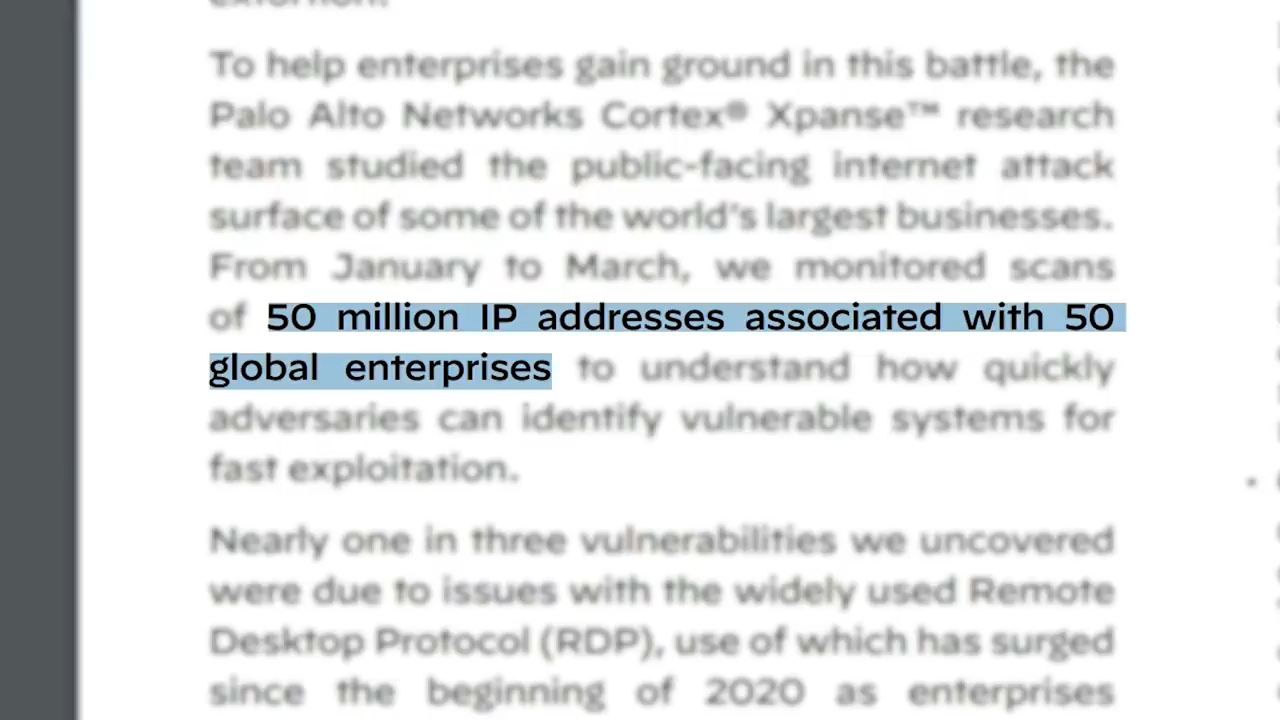 To help enterprises gain ground in this battle, the
Palo Alto Networks Cortex® Xpanse™ research
team studied the public-facing internet attack
surface of some of the world's largest businesses.
From January to March, we monitored scans
of 50 million IP addresses associated with 50
global enterprises to understand how quickly
adversaries can identify vulnerable systems for
fast exploitation.
Nearly one in three vulnerabilities we uncovered
were due to issues with the widely used Remote
Desktop Protocol (RDP), use of which has surged
since the beginning of 2020 as enterprises